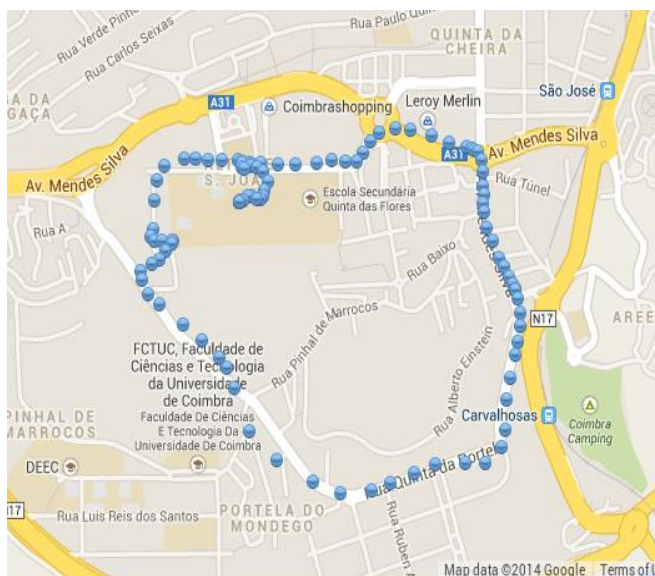 Rua Paulo Quin
QUINTA DA
CHEIRA
Rua Verde Pinho
Rua Carlos Seixas
São José
A31
Coimbrashopping
Leroy Merlin
Av. Mendes Silva
A31
Av. Mendes Silva
S. JOÃ
Rua Túnel
Escola Secundária
Quinta das Flores
Rua A
Rua Baixo
N17
AREE
Rua Pinhal de Marrocos
Rua Alberto Einstein
FCTUC, Faculdade de
Ciências e Tecnologia
da Universidade
de Coimbra
Faculdade De Ciências
E Tecnologia Da
Universidade De Coimbra
PINHAL DE
MARROCOS
Carvalhosas
Coimbra
Camping
DEEC
Rua Quinta da Portela
17
Rua Luis Reis dos Santos
PORTELA DO
MONDEGO
Rua Ruben A
Map data ©2014 Google
Terms of U